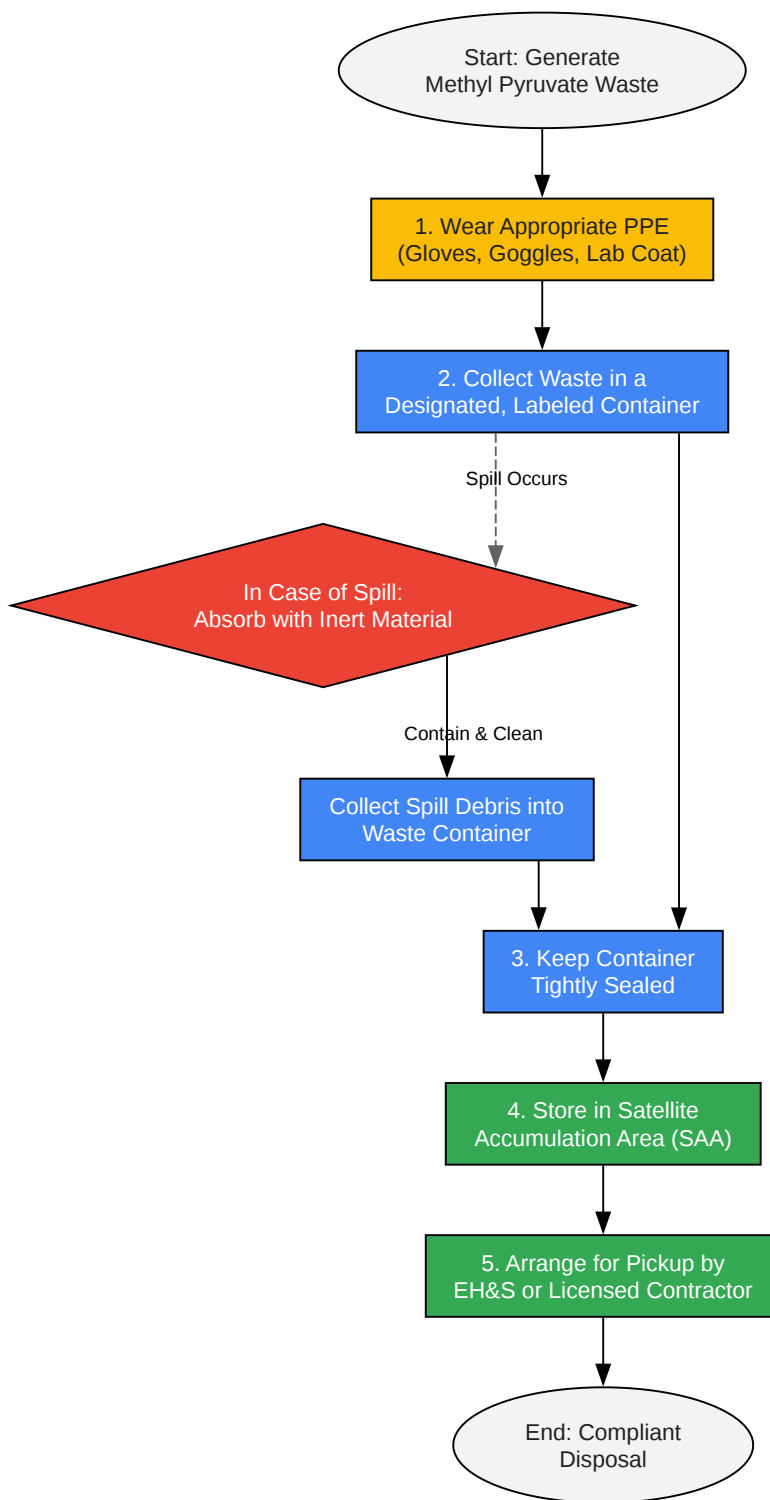 Start: Generate
Methyl Pyruvate Waste
1. Wear Appropriate PPE
(Gloves, Goggles, Lab Coat)
2. Collect Waste in a
Designated, Labeled Container
Spill Occurs
In Case of Spill:
Absorb with Inert Material
Contain & Clean
Collect Spill Debris into
Waste Container
3. Keep Container
Tightly Sealed
4. Store in Satellite
Accumulation Area (SAA)
5. Arrange for Pickup by
EH&S or Licensed Contractor
End: Compliant
Disposal